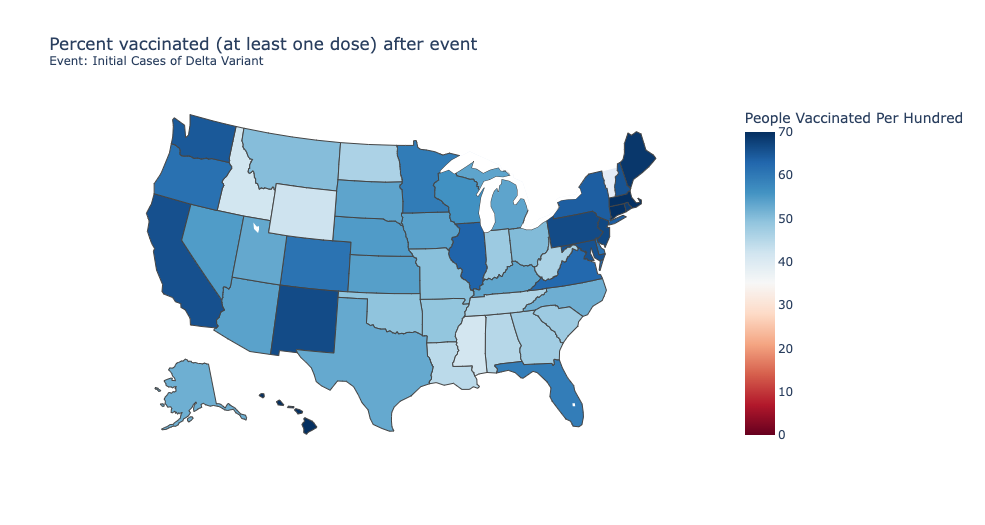 Percent vaccinated (at least one dose) after event
Event: Initial Cases of Delta Variant
People Vaccinated Per Hundred
70
60
50
40
30
20
10
0